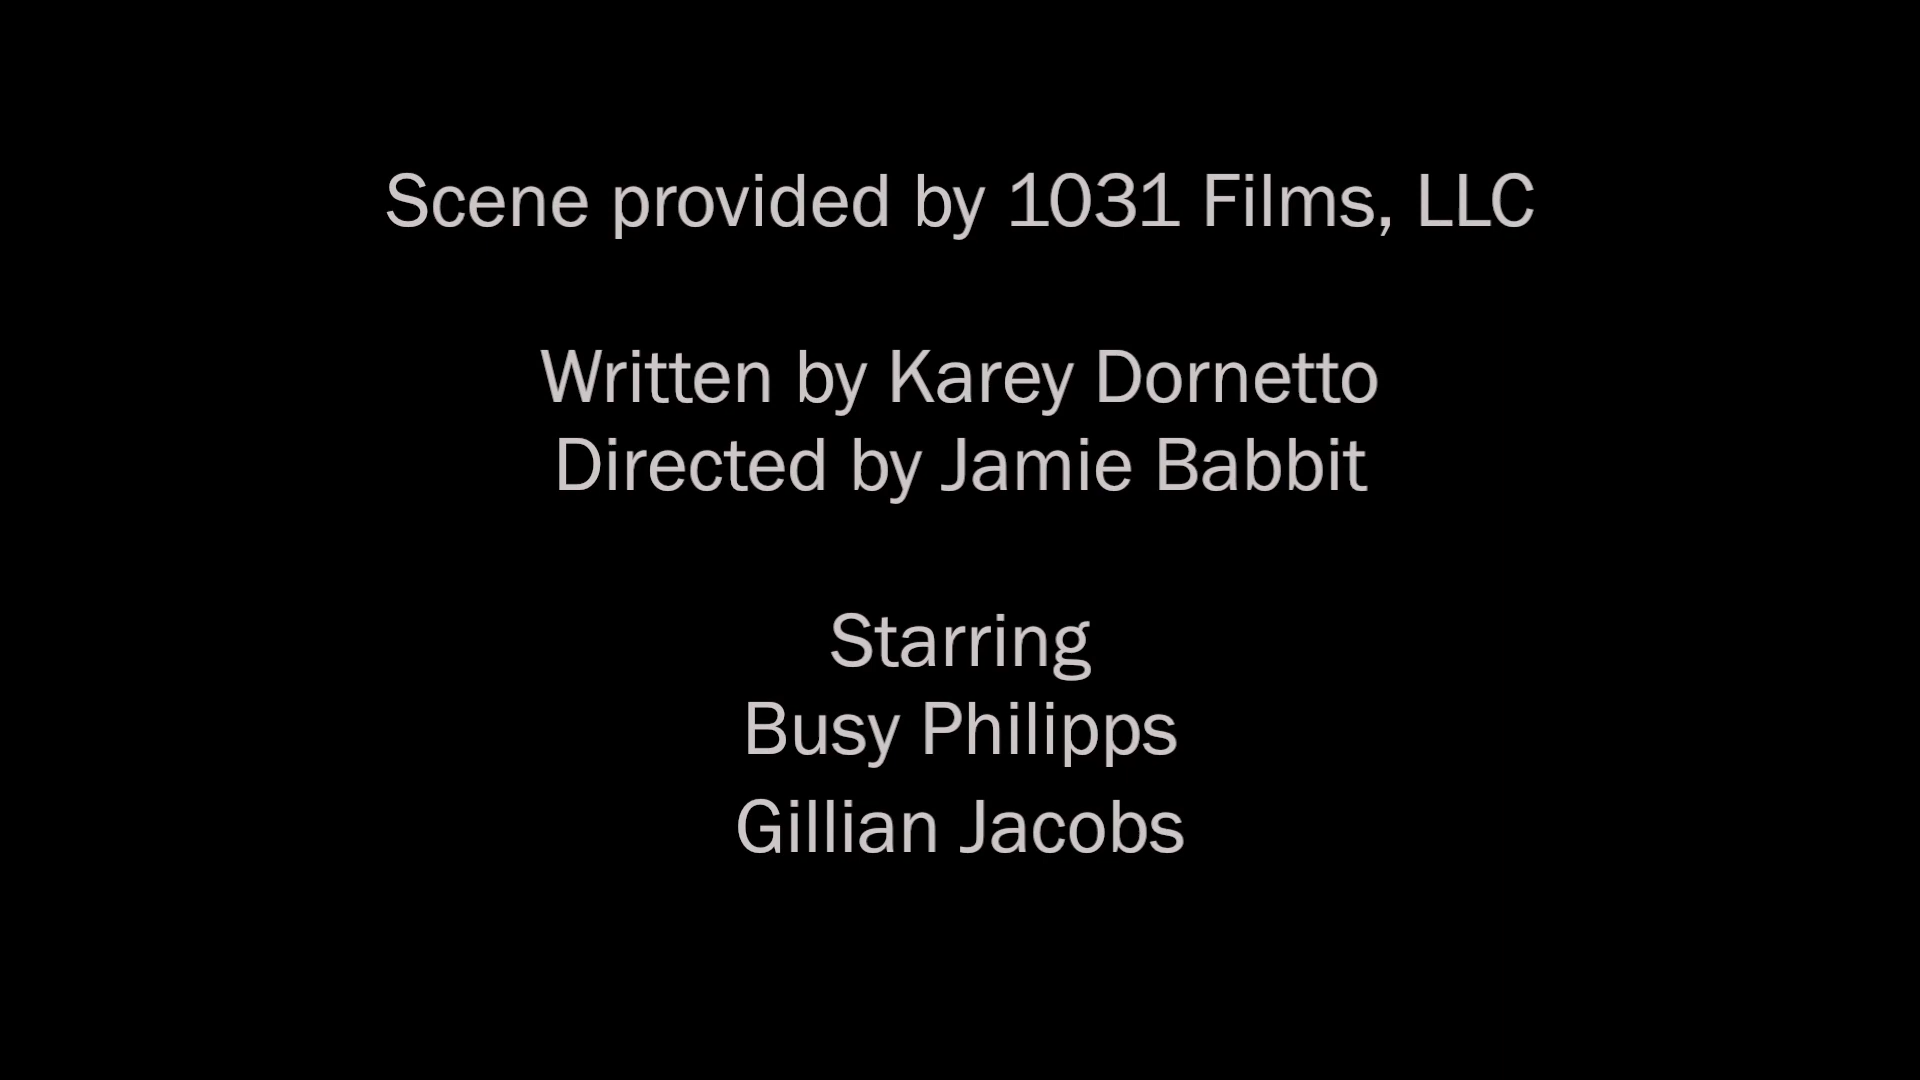 Scene provided by 1031 Films, LLC
Written by Karey Dornetto
Directed by Jamie Babbit
Starring
Busy Philipps
Gillian Jacobs